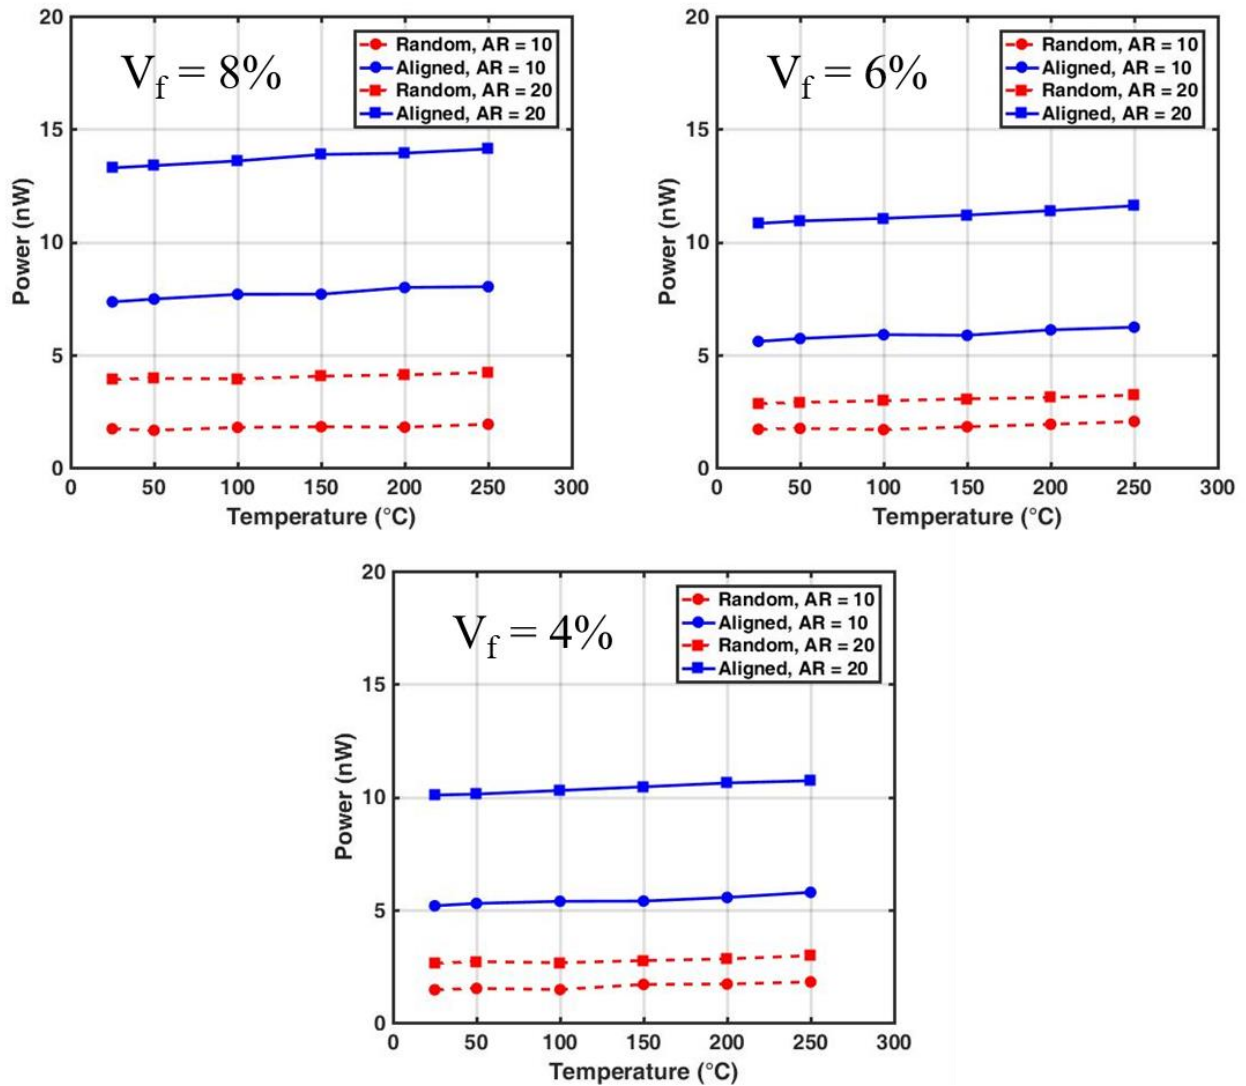 V_f = 8%
Random, AR = 10
Aligned, AR = 10
Random, AR = 20
Aligned, AR = 20
20
15
10
5
0
Power (nW)
0 50 100 150 200 250 300
Temperature (°C)
V_f = 6%
Random, AR = 10
Aligned, AR = 10
Random, AR = 20
Aligned, AR = 20
20
15
10
5
0
Power (nW)
0 50 100 150 200 250 300
Temperature (°C)
V_f = 4%
Random, AR = 10
Aligned, AR = 10
Random, AR = 20
Aligned, AR = 20
20
15
10
5
0
Power (nW)
0 50 100 150 200 250 300
Temperature (°C)